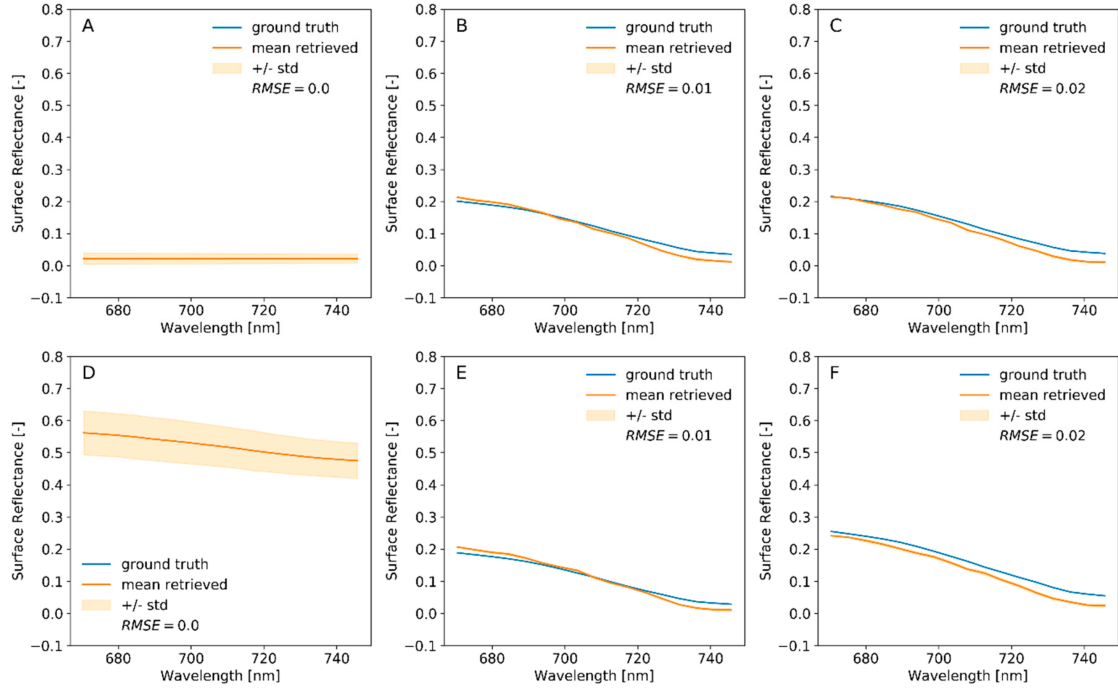 A
ground truth
mean retrieved
+/- std
RMSE = 0.0
Surface Reflectance [-]
0.8
0.7
0.6
0.5
0.4
0.3
0.2
0.1
0.0
−0.1
680 700 720 740
Wavelength [nm]
B
ground truth
mean retrieved
+/- std
RMSE = 0.01
Surface Reflectance [-]
0.8
0.7
0.6
0.5
0.4
0.3
0.2
0.1
0.0
−0.1
680 700 720 740
Wavelength [nm]
C
ground truth
mean retrieved
+/- std
RMSE = 0.02
Surface Reflectance [-]
0.8
0.7
0.6
0.5
0.4
0.3
0.2
0.1
0.0
−0.1
680 700 720 740
Wavelength [nm]
D
ground truth
mean retrieved
+/- std
RMSE = 0.0
Surface Reflectance [-]
0.8
0.7
0.6
0.5
0.4
0.3
0.2
0.1
0.0
−0.1
680 700 720 740
Wavelength [nm]
E
ground truth
mean retrieved
+/- std
RMSE = 0.01
Surface Reflectance [-]
0.8
0.7
0.6
0.5
0.4
0.3
0.2
0.1
0.0
−0.1
680 700 720 740
Wavelength [nm]
F
ground truth
mean retrieved
+/- std
RMSE = 0.02
Surface Reflectance [-]
0.8
0.7
0.6
0.5
0.4
0.3
0.2
0.1
0.0
−0.1
680 700 720 740
Wavelength [nm]